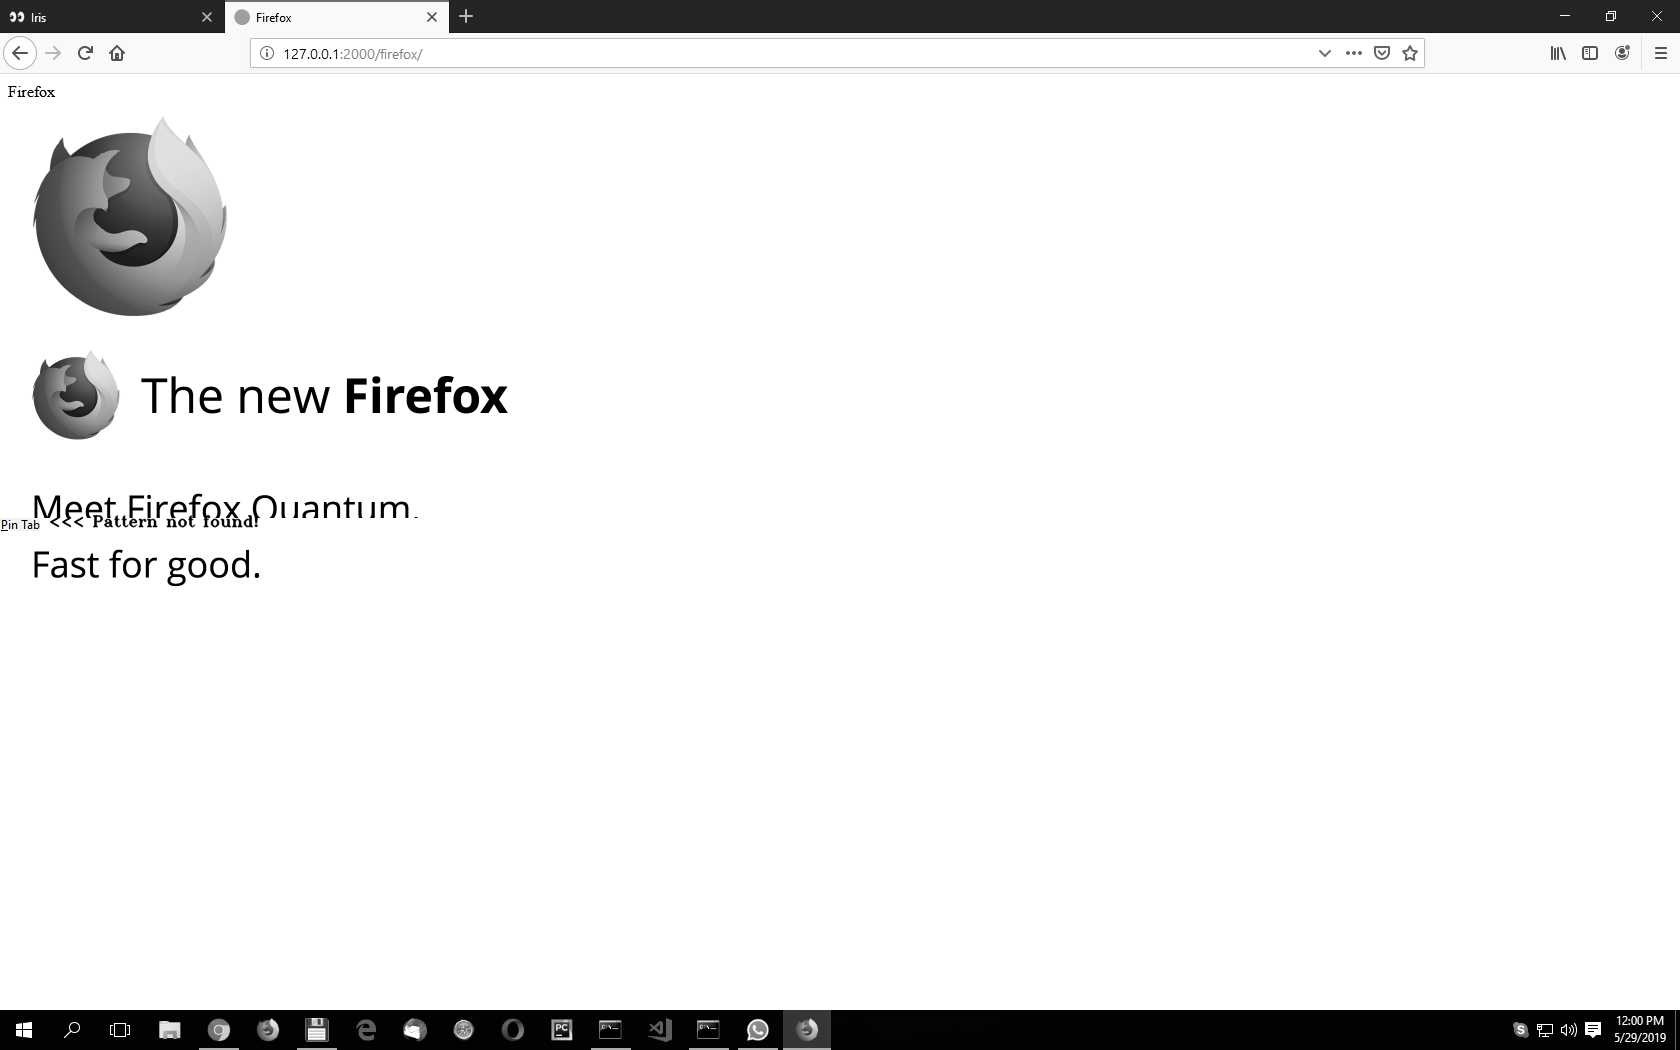 Iris
Firefox
127.0.0.1:2000/firefox/
Firefox
The new Firefox
Meet Firefox Quantum.
Pin Tab <<< Pattern not found!
Fast for good.
PC
C:\
C:\
S
12:00 PM
5/29/2019